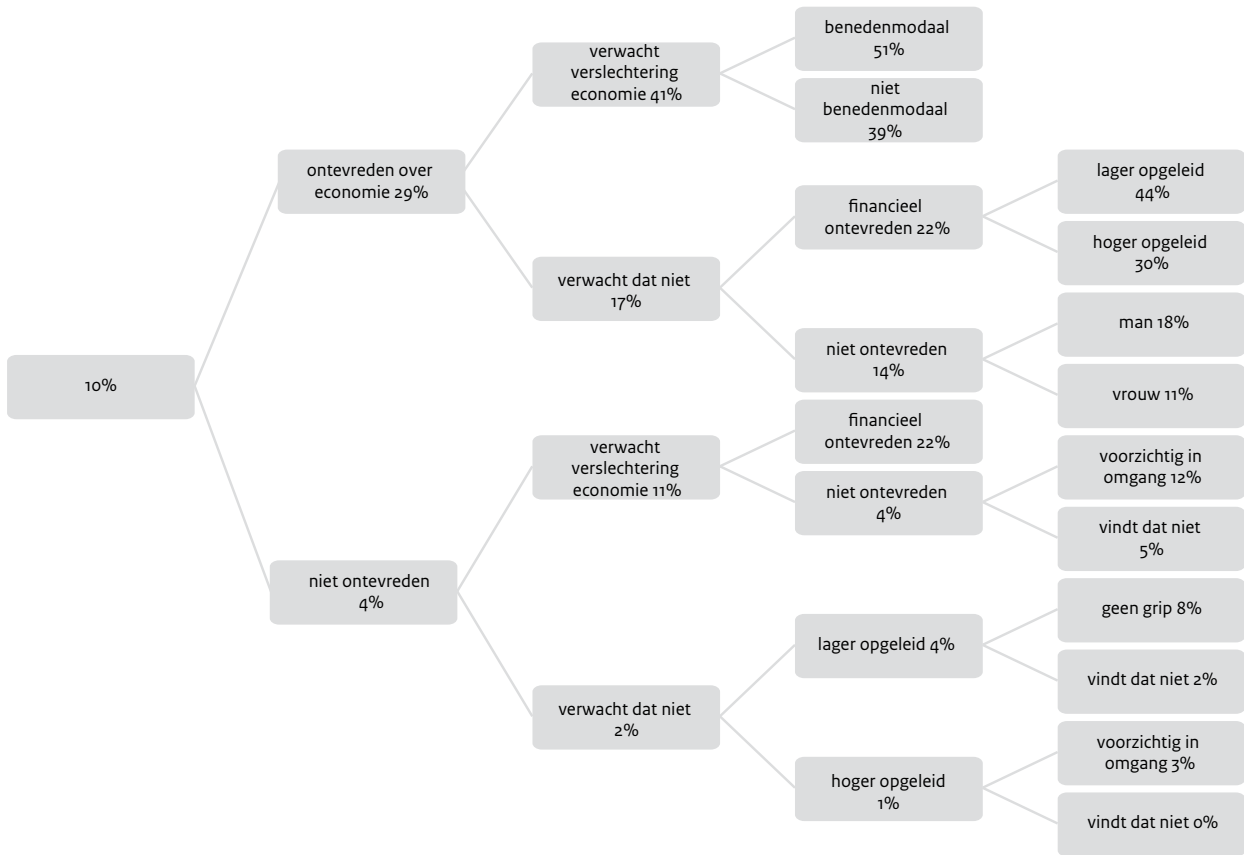 10%
ontevreden over
economie 29%
niet ontevreden
4%
verwacht
verslechtering
economie 41%
verwacht dat niet
17%
verwacht
verslechtering
economie 11%
verwacht dat niet
2%
benedenmodaal
51%
niet
benedenmodaal
39%
financieel
ontevreden 22%
niet ontevreden
14%
financieel
ontevreden 22%
niet ontevreden
4%
lager opgeleid 4%
hoger opgeleid
1%
lager opgeleid
44%
hoger opgeleid
30%
man 18%
vrouw 11%
voorzichtig in
omgang 12%
vindt dat niet
5%
geen grip 8%
vindt dat niet 2%
voorzichtig in
omgang 3%
vindt dat niet 0%